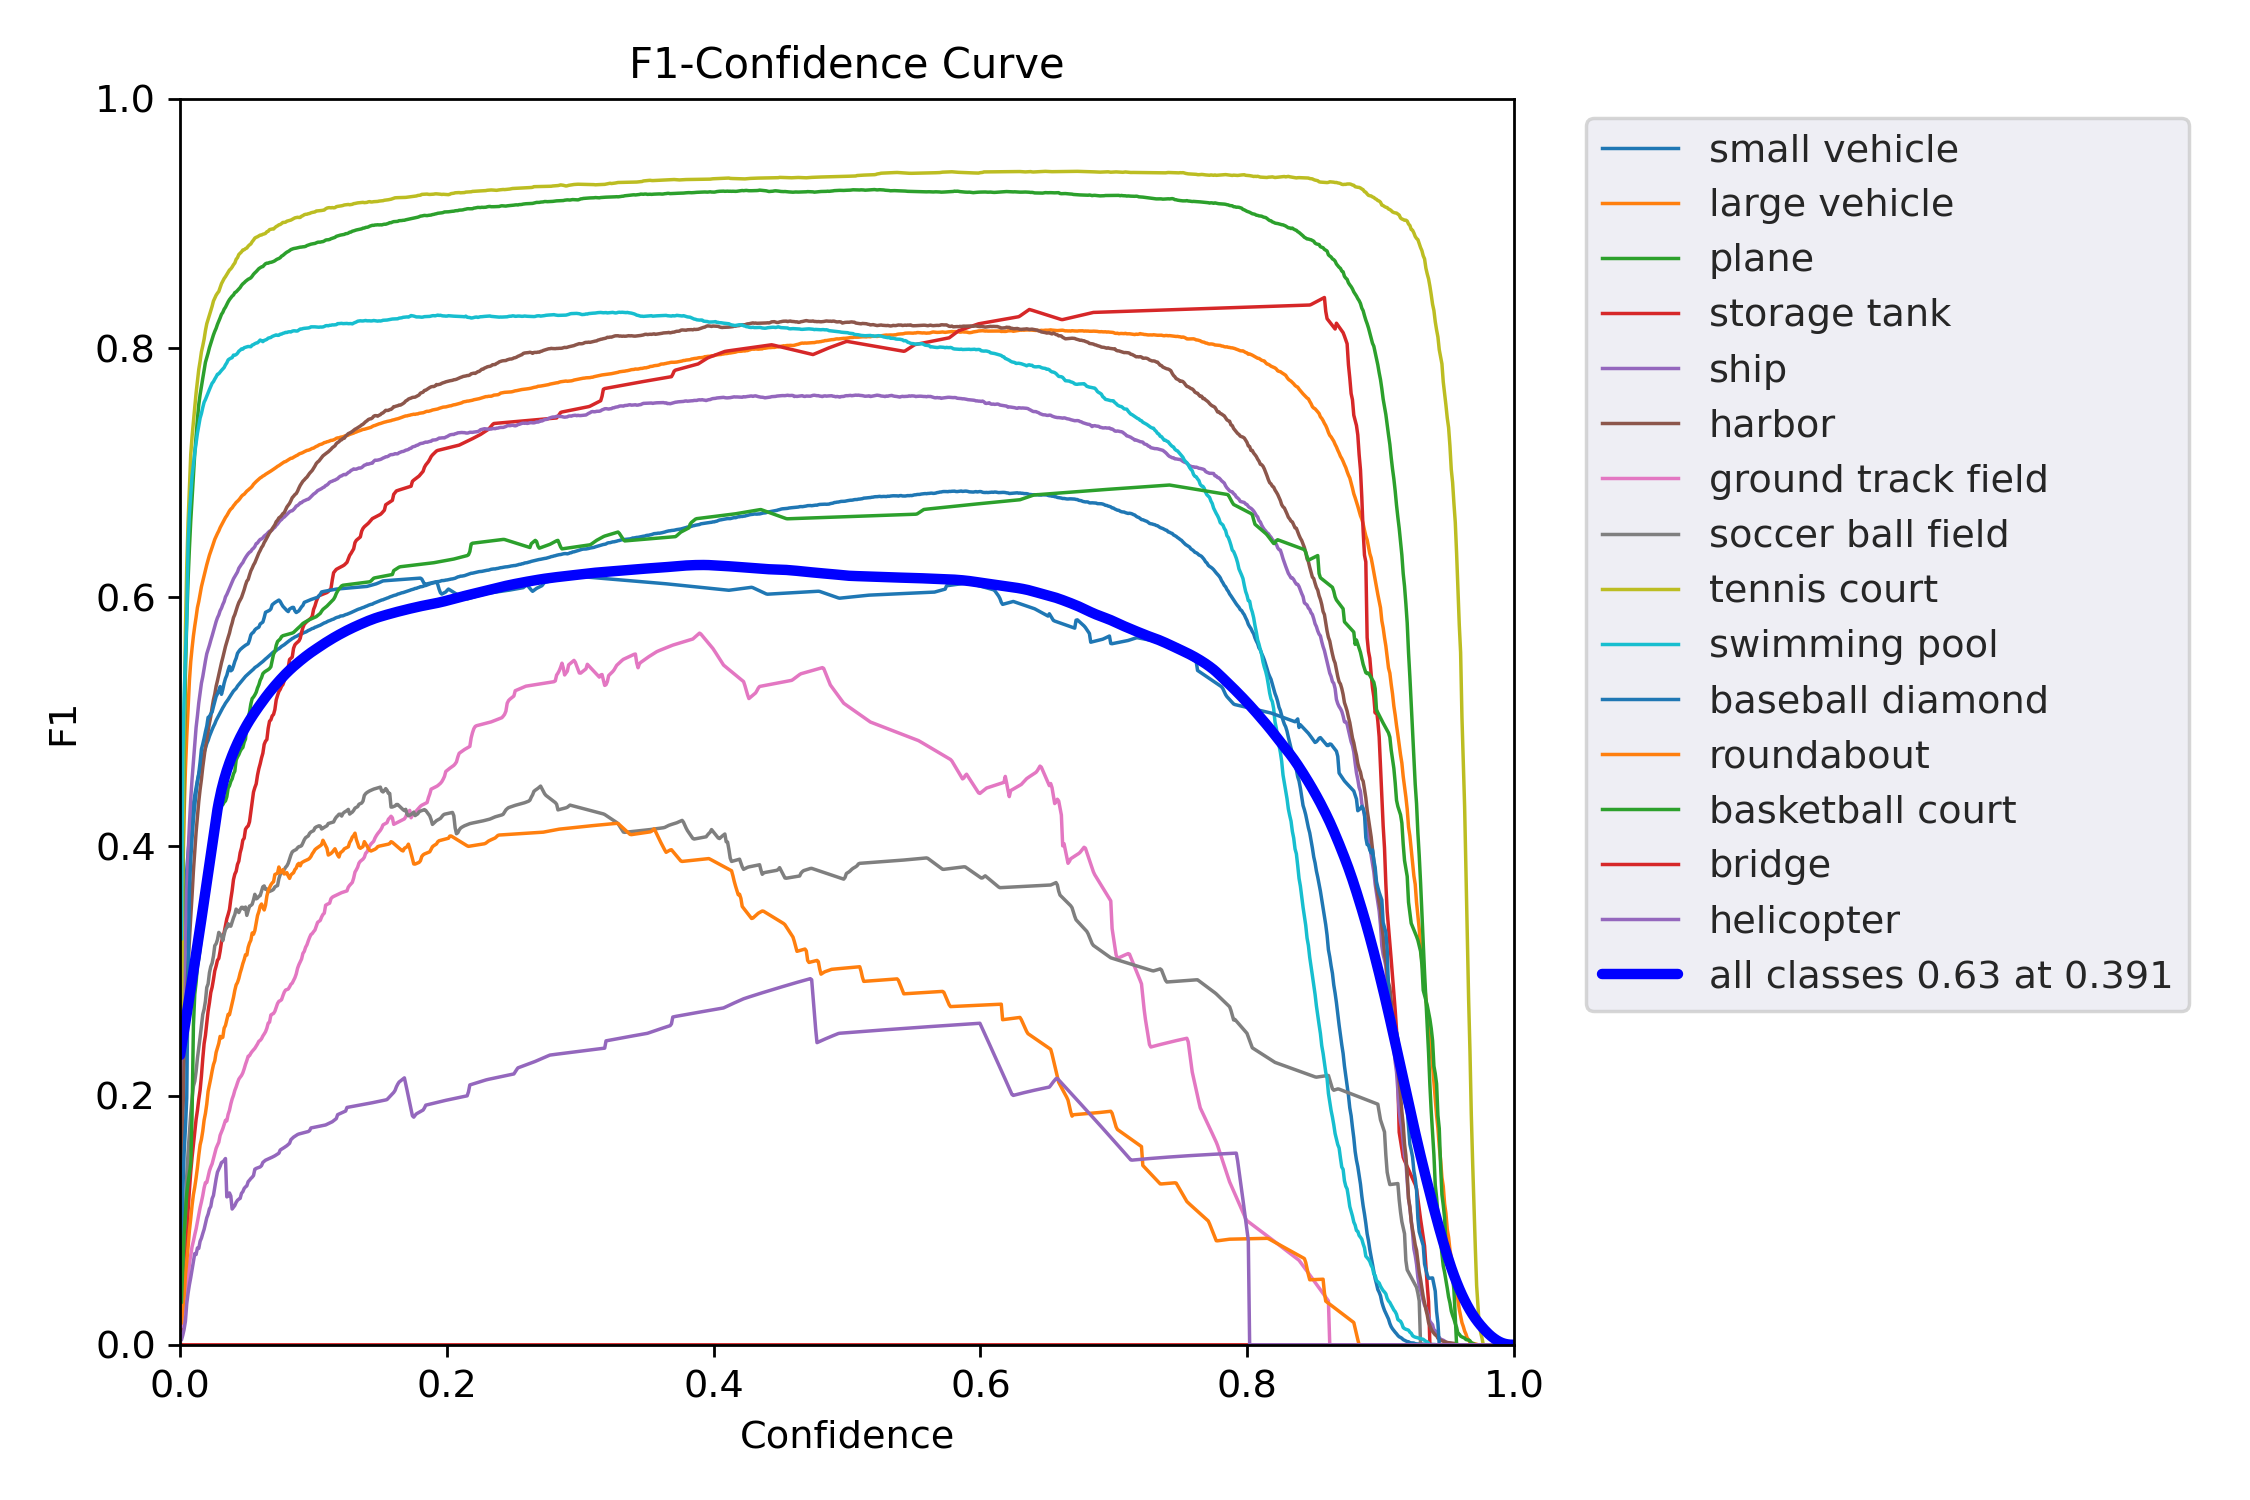 F1-Confidence Curve
1.0
0.8
0.6
0.4
0.2
0.0
F1
0.0 0.2 0.4 0.6 0.8 1.0
Confidence
small vehicle
large vehicle
plane
storage tank
ship
harbor
ground track field
soccer ball field
tennis court
swimming pool
baseball diamond
roundabout
basketball court
bridge
helicopter
all classes 0.63 at 0.391